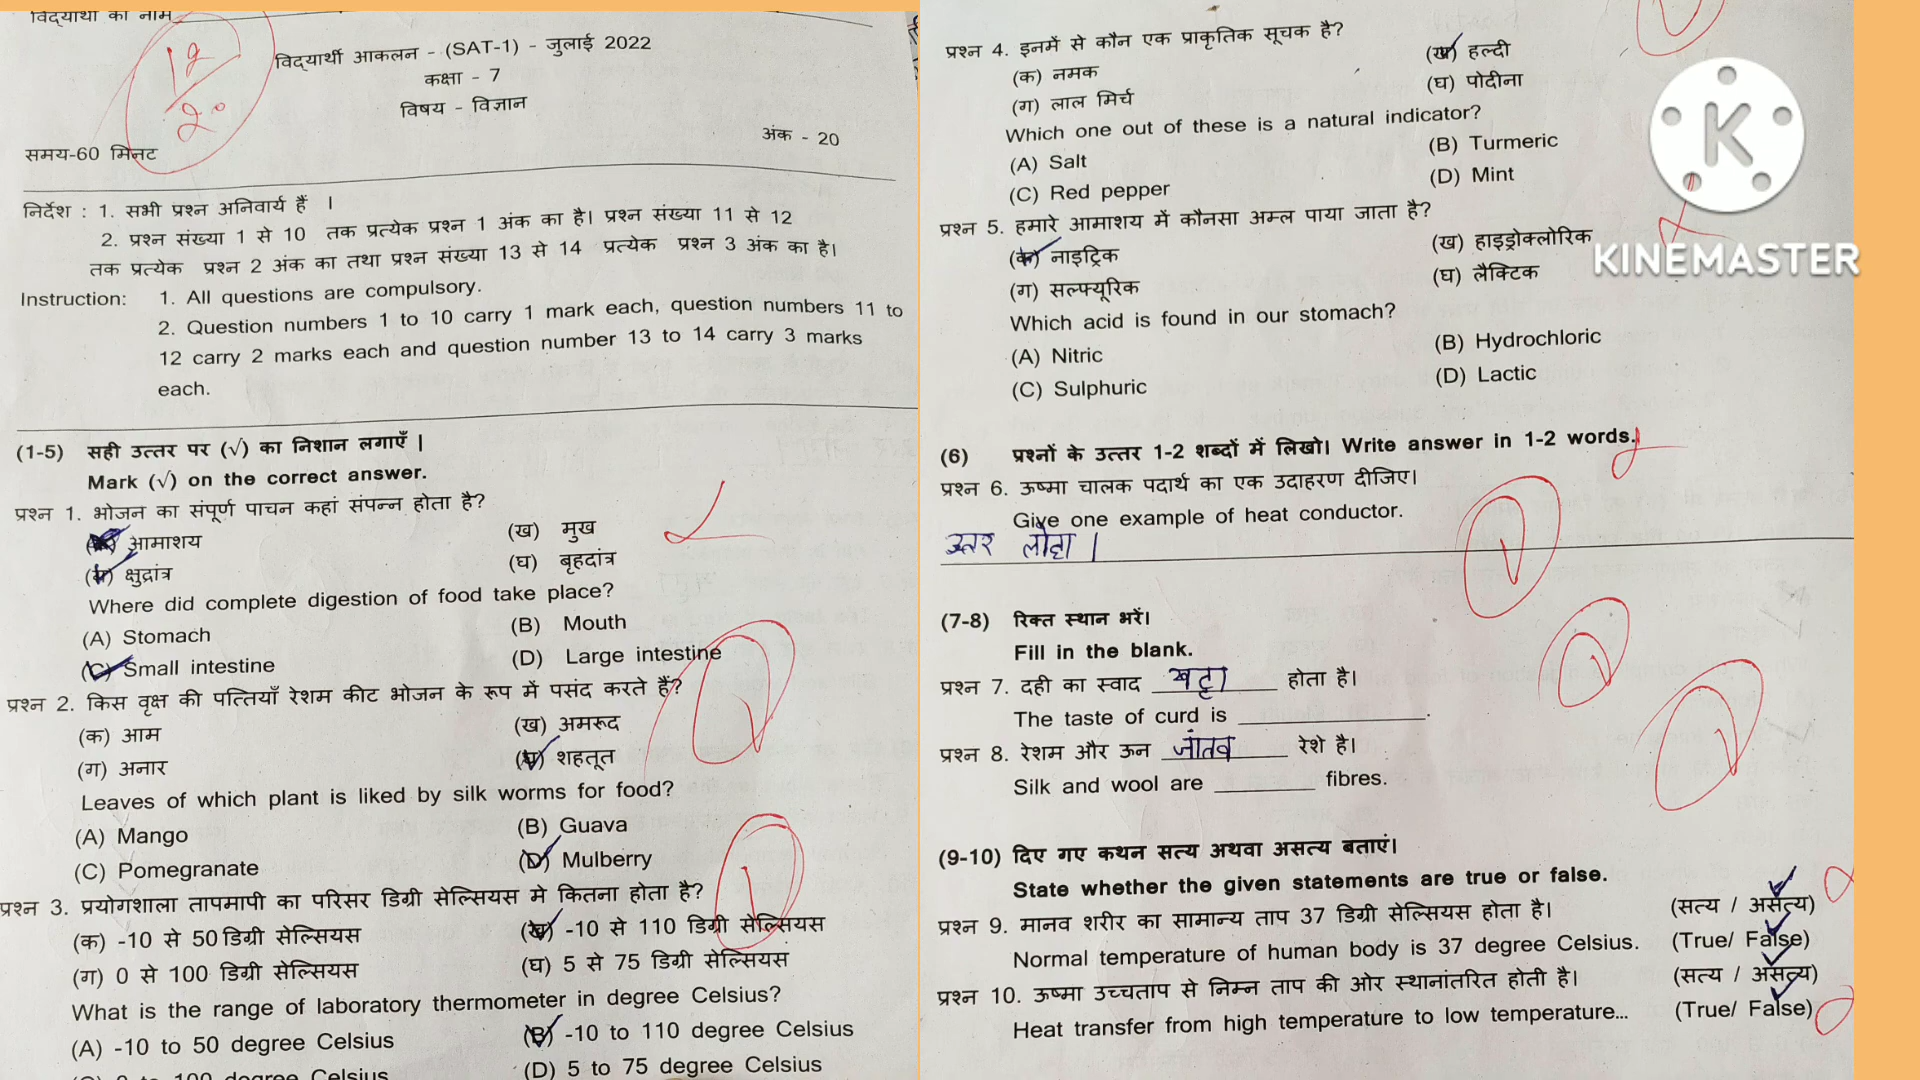 विद्यार्थी का नाम
12/20
विद्यार्थी आकलन - (SAT-1) - जुलाई 2022
कक्षा - 7
विषय - विज्ञान
अंक - 20
समय-60 मिनट
निर्देश : 1. सभी प्रश्न अनिवार्य हैं ।
2. प्रश्न संख्या 1 से 10 तक प्रत्येक प्रश्न 1 अंक का है। प्रश्न संख्या 11 से 12
तक प्रत्येक प्रश्न 2 अंक का तथा प्रश्न संख्या 13 से 14 प्रत्येक प्रश्न 3 अंक का है।
Instruction: 1. All questions are compulsory.
2. Question numbers 1 to 10 carry 1 mark each, question numbers 11 to
12 carry 2 marks each and question number 13 to 14 carry 3 marks
each.
(1-5) सही उत्तर पर (√) का निशान लगाएँ |
Mark (√) on the correct answer.
प्रश्न 1. भोजन का संपूर्ण पाचन कहां संपन्न होता है?
(क) आमाशय (ख) मुख
(ग) क्षुद्रांत्र (घ) बृहदांत्र
Where did complete digestion of food take place?
(A) Stomach (B) Mouth
(C) Small intestine (D) Large intestine
प्रश्न 2. किस वृक्ष की पत्तियाँ रेशम कीट भोजन के रूप में पसंद करते हैं?
(क) आम (ख) अमरूद
(ग) अनार (घ) शहतूत
Leaves of which plant is liked by silk worms for food?
(A) Mango (B) Guava
(C) Pomegranate (D) Mulberry
प्रश्न 3. प्रयोगशाला तापमापी का परिसर डिग्री सेल्सियस मे कितना होता है?
(क) -10 से 50 डिग्री सेल्सियस (ख) -10 से 110 डिग्री सेल्सियस
(ग) 0 से 100 डिग्री सेल्सियस (घ) 5 से 75 डिग्री सेल्सियस
What is the range of laboratory thermometer in degree Celsius?
(A) -10 to 50 degree Celsius (B) -10 to 110 degree Celsius
(C) 0 to 100 degree Celsius (D) 5 to 75 degree Celsius
प्रश्न 4. इनमें से कौन एक प्राकृतिक सूचक है?
(क) नमक (ख) हल्दी
(ग) लाल मिर्च (घ) पोदीना
Which one out of these is a natural indicator?
(A) Salt (B) Turmeric
(C) Red pepper (D) Mint
प्रश्न 5. हमारे आमाशय में कौनसा अम्ल पाया जाता है?
(क) नाइट्रिक (ख) हाइड्रोक्लोरिक
(ग) सल्फ्यूरिक (घ) लैक्टिक
Which acid is found in our stomach?
(A) Nitric (B) Hydrochloric
(C) Sulphuric (D) Lactic
K
KINEMASTER
(6) प्रश्नों के उत्तर 1-2 शब्दों में लिखो। Write answer in 1-2 words.
प्रश्न 6. ऊष्मा चालक पदार्थ का एक उदाहरण दीजिए।
Give one example of heat conductor.
उत्तर लोहा |
(7-8) रिक्त स्थान भरें।
Fill in the blank.
प्रश्न 7. दही का स्वाद खट्टा होता है।
The taste of curd is ______________.
प्रश्न 8. रेशम और ऊन जांतव रेशे है।
Silk and wool are ________ fibres.
(9-10) दिए गए कथन सत्य अथवा असत्य बताएं।
State whether the given statements are true or false.
प्रश्न 9. मानव शरीर का सामान्य ताप 37 डिग्री सेल्सियस होता है। (सत्य / असत्य)
Normal temperature of human body is 37 degree Celsius. (True/ False)
प्रश्न 10. ऊष्मा उच्चताप से निम्न ताप की ओर स्थानांतरित होती है। (सत्य / असत्य)
Heat transfer from high temperature to low temperature... (True/ False)